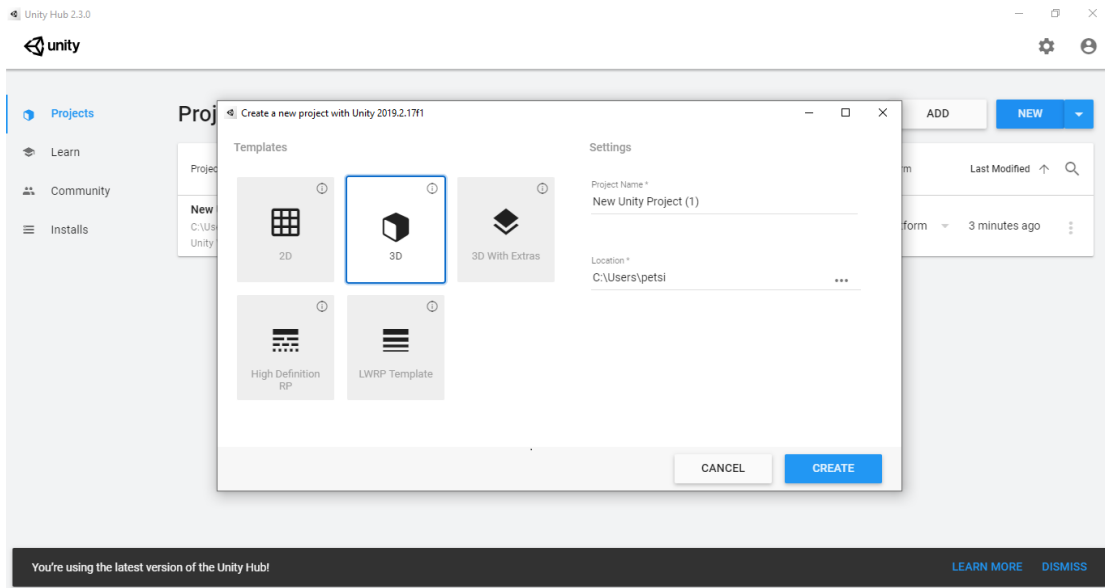 Unity Hub 2.3.0
unity
Projects
Learn
Community
Installs
Proj
ADD
NEW
Projec
rm
Last Modified
New
C:\Use
Unity
form
3 minutes ago
Create a new project with Unity 2019.2.17f1
Templates
Settings
2D
3D
3D With Extras
High Definition
RP
LWRP Template
Project Name *
New Unity Project (1)
Location *
C:\Users\petsi
...
CANCEL
CREATE
You're using the latest version of the Unity Hub!
LEARN MORE
DISMISS